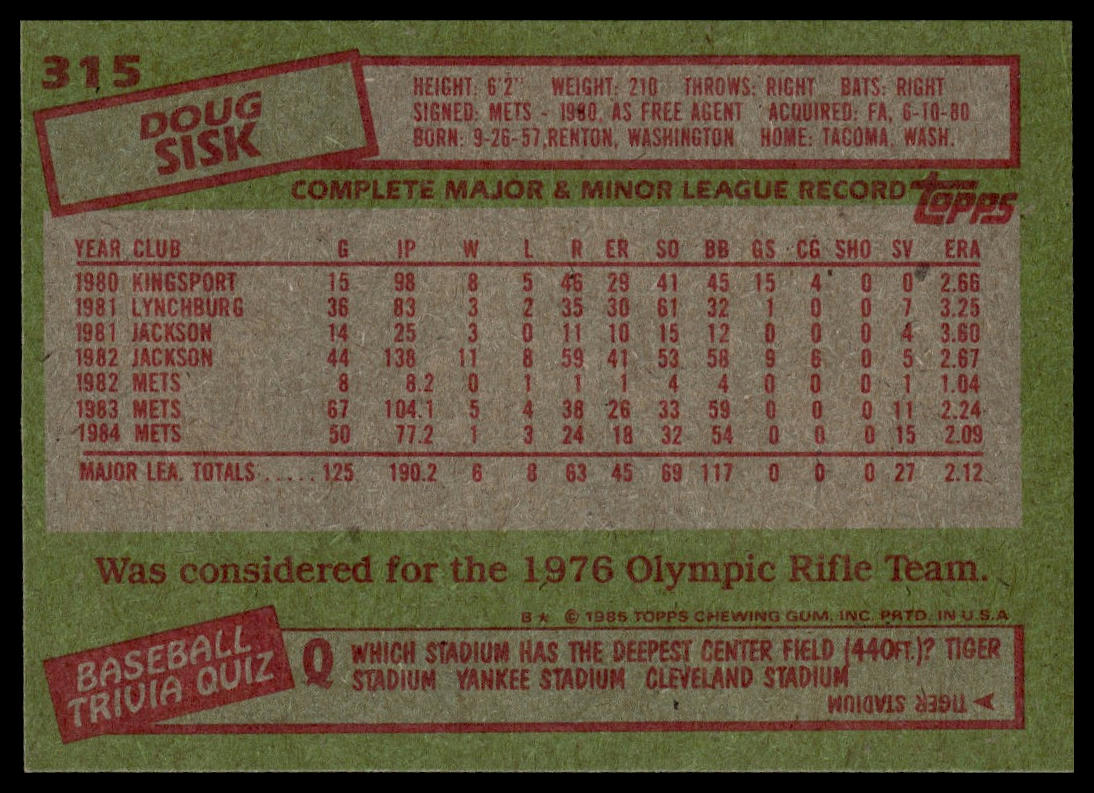 315
DOUG
SISK
HEIGHT: 6'2" WEIGHT: 210 THROWS: RIGHT BATS: RIGHT
SIGNED: METS - 1980, AS FREE AGENT ACQUIRED: FA, 6-10-80
BORN: 9-26-57, RENTON, WASHINGTON HOME: TACOMA, WASH.
COMPLETE MAJOR & MINOR LEAGUE RECORD topps
YEAR CLUB G IP W L R ER SO BB GS CG SHO SV ERA
1980 KINGSPORT 15 98 8 5 46 29 41 45 15 4 0 0 2.66
1981 LYNCHBURG 36 83 3 2 35 30 61 32 1 0 0 7 3.25
1981 JACKSON 14 25 3 0 11 10 15 12 0 0 0 4 3.60
1982 JACKSON 44 138 11 8 59 41 53 58 9 6 0 5 2.67
1982 METS 8 8.2 0 1 1 1 4 4 0 0 0 1 1.04
1983 METS 67 104.1 5 4 38 26 33 59 0 0 0 11 2.24
1984 METS 50 77.2 1 3 24 18 32 54 0 0 0 15 2.09
MAJOR LEA. TOTALS ..... 125 190.2 6 8 63 45 69 117 0 0 0 27 2.12
Was considered for the 1976 Olympic Rifle Team.
B* © 1985 TOPPS CHEWING GUM, INC. PRTD. IN U.S.A
BASEBALL
TRIVIA QUIZ
Q WHICH STADIUM HAS THE DEEPEST CENTER FIELD (440FT.)? TIGER
STADIUM YANKEE STADIUM CLEVELAND STADIUM
A TIGER STADIUM